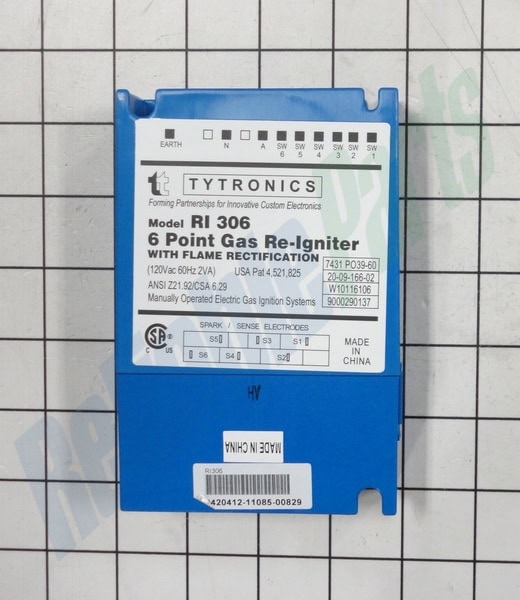 EARTH N A SW 6 SW 5 SW 4 SW 3 SW 2 SW 1
tt TYTRONICS
Forming Partnerships for Innovative Custom Electronics
Model RI 306
6 Point Gas Re-Igniter
WITH FLAME RECTIFICATION
(120Vac 60Hz 2VA) USA Pat 4,521,825
ANSI Z21.92/CSA 6.29
Manually Operated Electric Gas Ignition Systems
7431 PO39-60
20-09-166-02
W10116106
9000290137
SPARK / SENSE ELECTRODES
S5 S3 S1
S6 S4 S2
CSA ®
C US
MADE
IN
CHINA
HV
MADE IN CHINA
RI306
420412-11085-00829